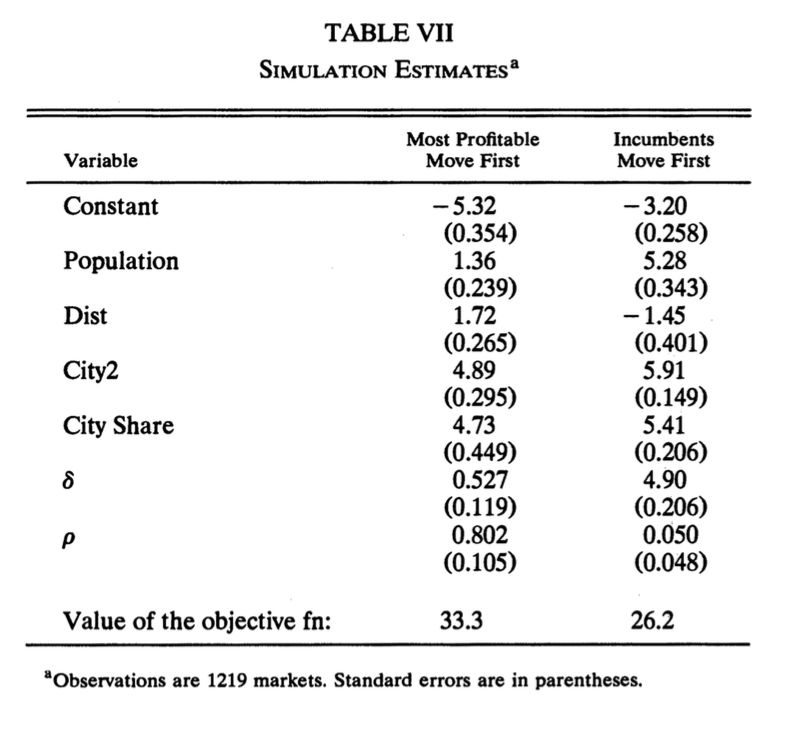 TABLE VII
SIMULATION ESTIMATESᵃ
Variable Most Profitable Move First Incumbents Move First
Constant −5.32 −3.20
(0.354) (0.258)
Population 1.36 5.28
(0.239) (0.343)
Dist 1.72 −1.45
(0.265) (0.401)
City2 4.89 5.91
(0.295) (0.149)
City Share 4.73 5.41
(0.449) (0.206)
δ 0.527 4.90
(0.119) (0.206)
ρ 0.802 0.050
(0.105) (0.048)
Value of the objective fn: 33.3 26.2
ᵃObservations are 1219 markets. Standard errors are in parentheses.